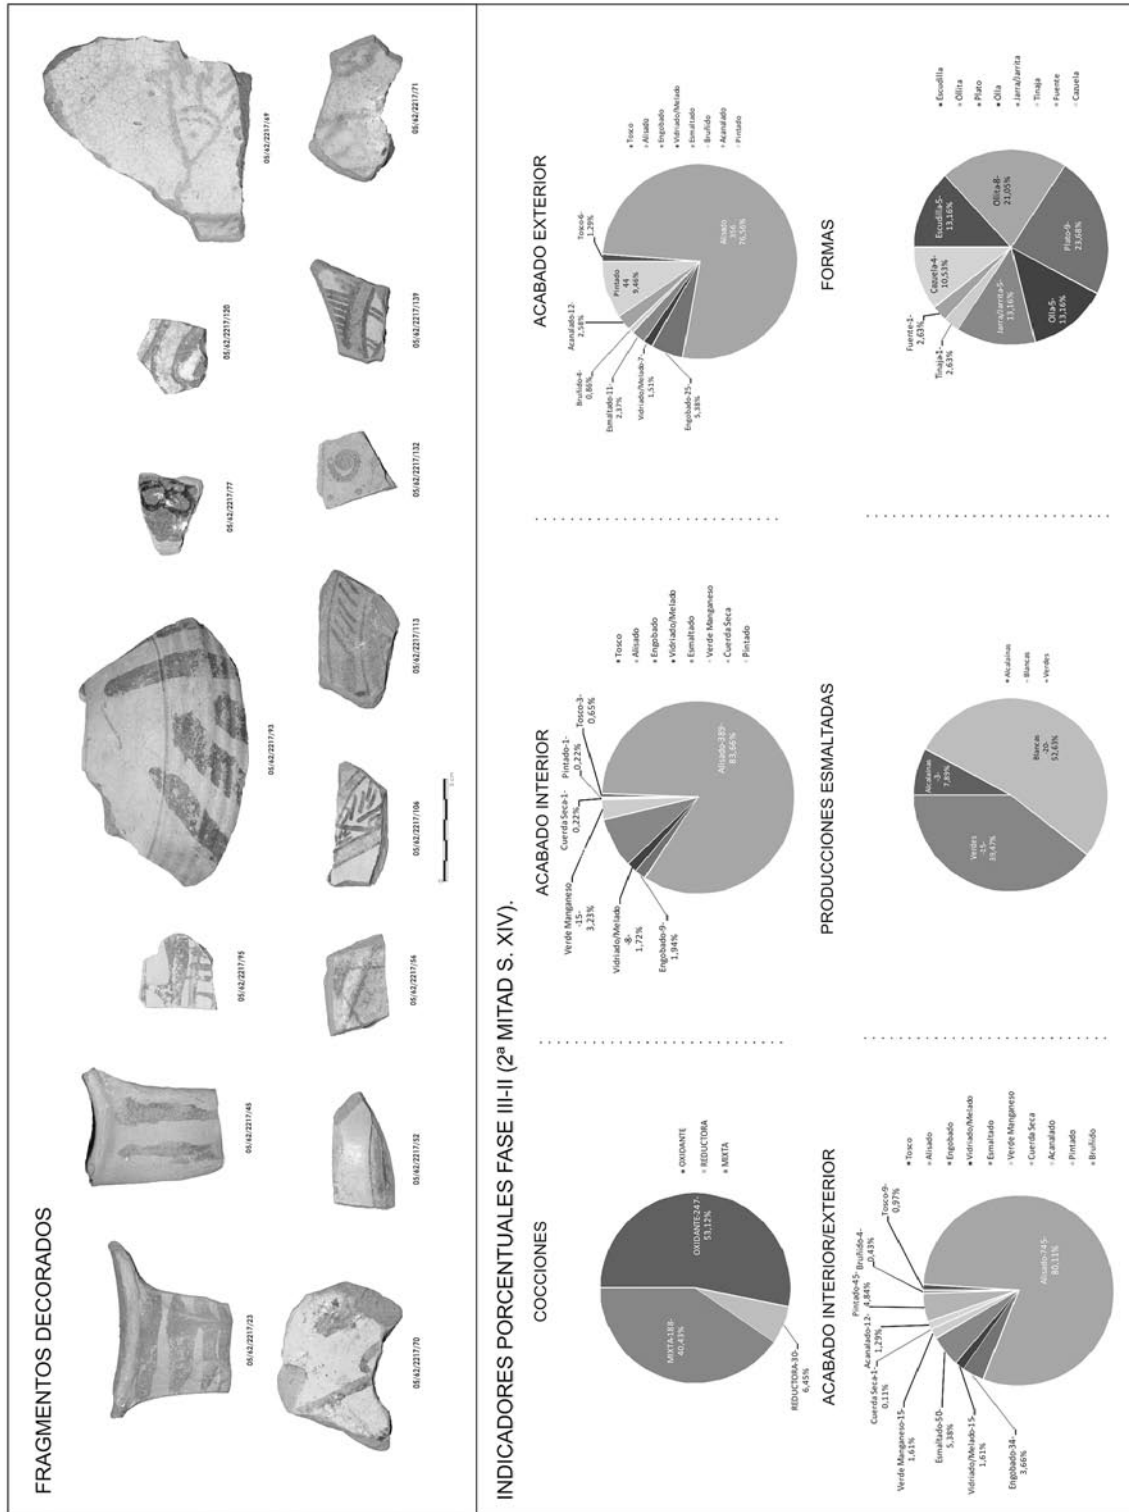 FRAGMENTOS DECORADOS
05/62/2217/23
05/62/2217/45
05/62/2217/95
05/62/2217/93
05/62/2217/77
05/62/2217/120
05/62/2217/69
05/62/2217/70
05/62/2217/52
05/62/2217/56
05/62/2217/106
05/62/2217/113
05/62/2217/132
05/62/2217/139
05/62/2217/71
INDICADORES PORCENTUALES FASE III-II (2ª MITAD S. XIV).
COCCIONES
OXIDANTE-247-
53,12%
REDUCTORA-30-
6,45%
MIXTA-188-
40,43%
OXIDANTE
REDUCTORA
MIXTA
ACABADO INTERIOR
Pintado-1-
0,22%
Tosco-3-
0,65%
Cuerda Seca-1-
0,22%
Verde Manganeso
-15-
3,23%
Vidriado/Melado
-8-
1,72%
Engobado-9-
1,94%
Alisado-389-
83,66%
Tosco
Alisado
Engobado
Vidriado/Melado
Esmaltado
Verde Manganeso
Cuerda Seca
Pintado
ACABADO EXTERIOR
Tosco-6-
1,29%
Pintado
44
9,46%
Acanalado-12-
2,58%
Bruñido-4-
0,86%
Esmaltado-11-
2,37%
Vidriado/Melado-7-
1,51%
Engobado-25-
5,38%
Alisado
356
76,56%
Tosco
Alisado
Engobado
Vidriado/Melado
Esmaltado
Bruñido
Acanalado
Pintado
ACABADO INTERIOR/EXTERIOR
Tosco-9-
0,97%
Bruñido-4-
0,43%
Pintado-45-
4,84%
Acanalado-12-
1,29%
Cuerda Seca-1-
0,11%
Verde Manganeso-15
1,61%
Esmaltado-50-
5,38%
Vidriado/Melado-15-
1,61%
Engobado-34-
3,66%
Alisado-745-
80,11%
Tosco
Alisado
Engobado
Vidriado/Melado
Esmaltado
Verde Manganeso
Cuerda Seca
Acanalado
Pintado
Bruñido
PRODUCCIONES ESMALTADAS
Alcalainas
-3-
7,89%
Blancas
-20-
52,63%
Verdes
-15-
39,47%
Alcalainas
Blancas
Verdes
FORMAS
Escudilla-5-
13,16%
Ollita-8-
21,05%
Plato-9-
23,68%
Olla-5-
13,16%
Jarra/Jarrita-5-
13,16%
Tinaja-1-
2,63%
Fuente-1-
2,63%
Cazuela-4-
10,53%
Escudilla
Ollita
Plato
Olla
Jarra/Jarrita
Tinaja
Fuente
Cazuela